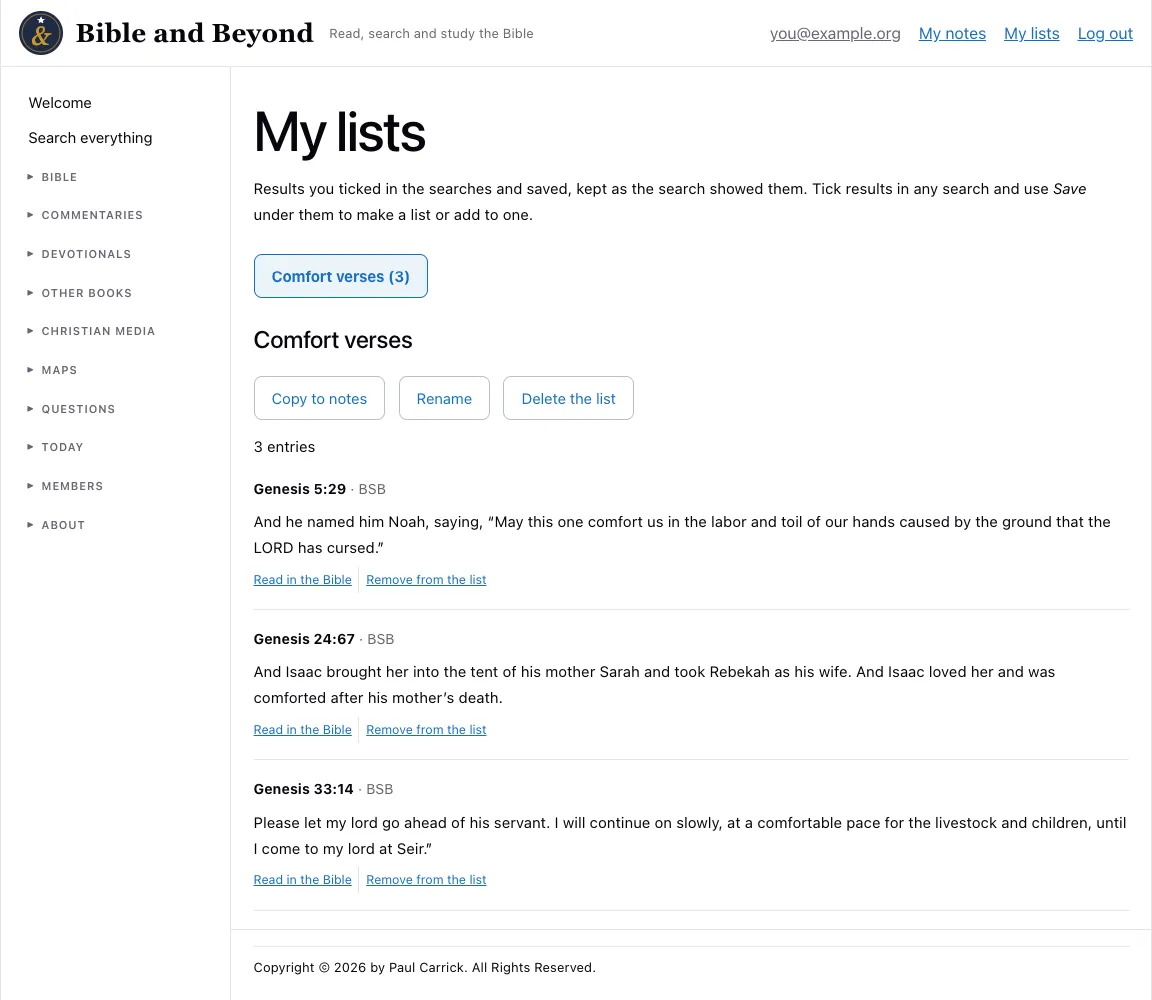 & Bible and Beyond Read, search and study the Bible you@example.org My notes My lists Log out
Welcome
Search everything
BIBLE
COMMENTARIES
DEVOTIONALS
OTHER BOOKS
CHRISTIAN MEDIA
MAPS
QUESTIONS
TODAY
MEMBERS
ABOUT
My lists
Results you ticked in the searches and saved, kept as the search showed them. Tick results in any search and use Save
under them to make a list or add to one.
Comfort verses (3)
Comfort verses
Copy to notes Rename Delete the list
3 entries
Genesis 5:29 · BSB
And he named him Noah, saying, “May this one comfort us in the labor and toil of our hands caused by the ground that the
LORD has cursed.”
Read in the Bible Remove from the list
Genesis 24:67 · BSB
And Isaac brought her into the tent of his mother Sarah and took Rebekah as his wife. And Isaac loved her and was
comforted after his mother’s death.
Read in the Bible Remove from the list
Genesis 33:14 · BSB
Please let my lord go ahead of his servant. I will continue on slowly, at a comfortable pace for the livestock and children, until
I come to my lord at Seir.”
Read in the Bible Remove from the list
Copyright © 2026 by Paul Carrick. All Rights Reserved.